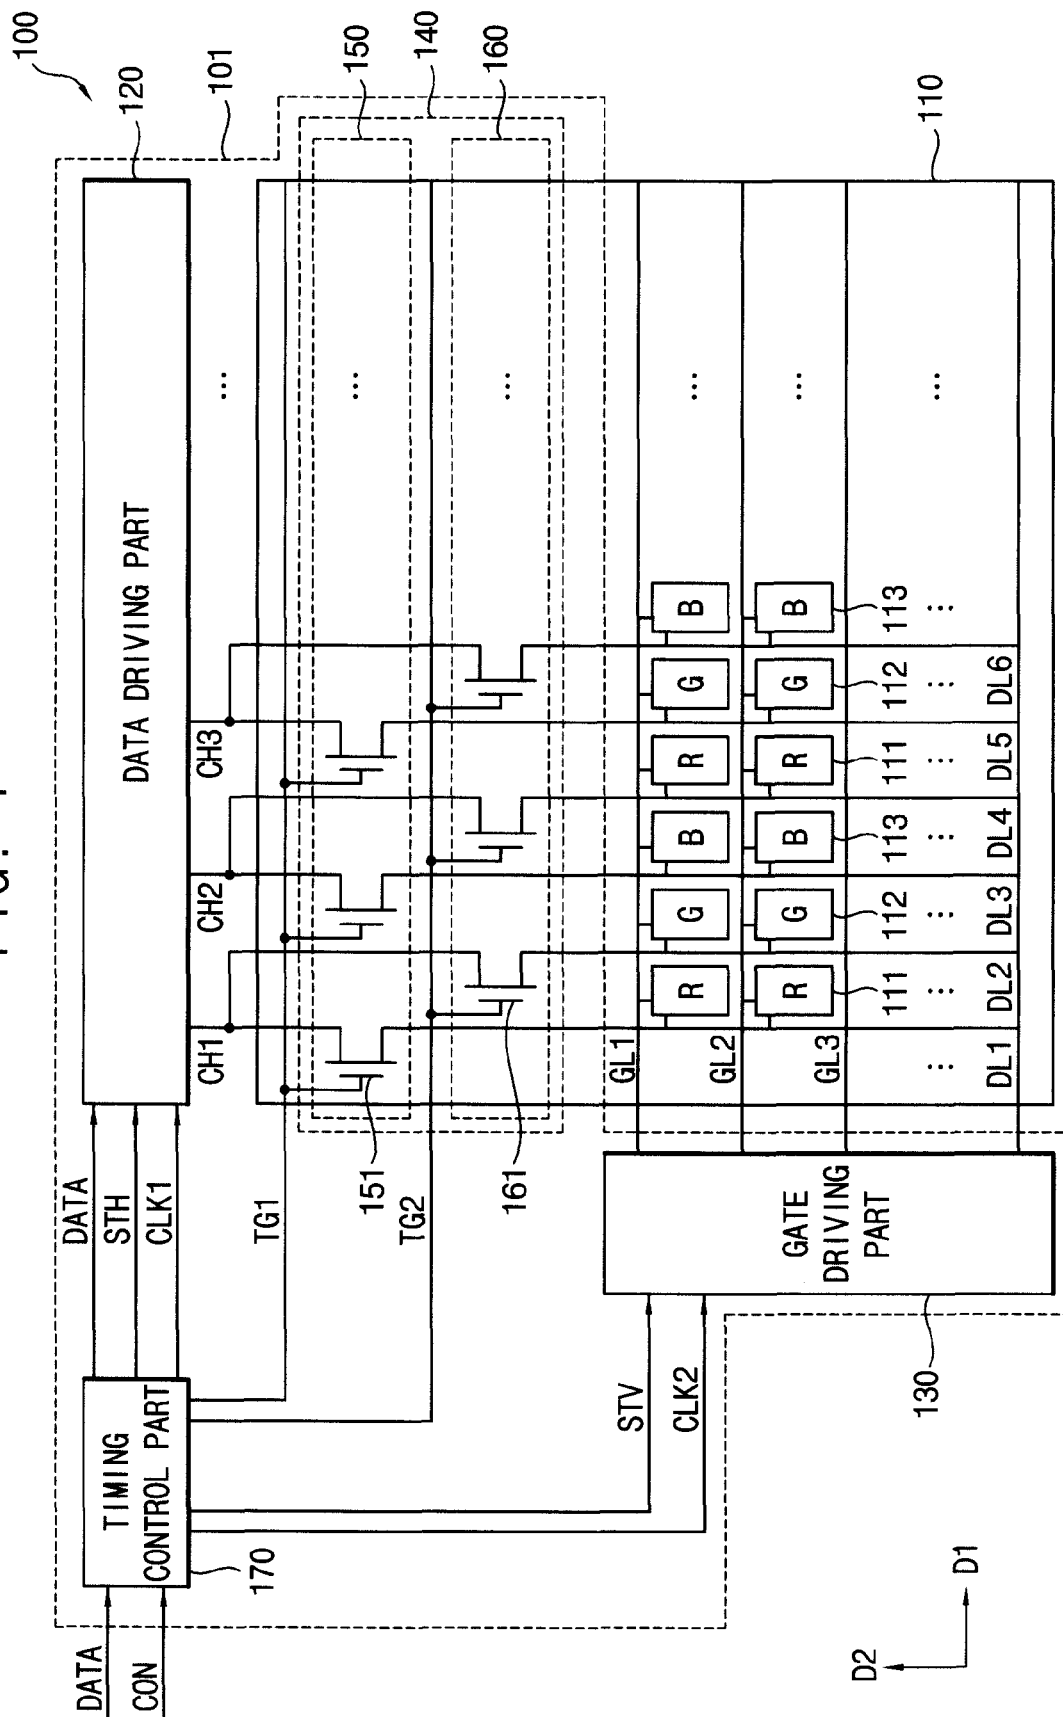 100
120
101
DATA DRIVING PART
TIMING
CONTROL PART
170
DATA
CON
DATA
STH
CLK1
CH1
CH2
CH3
...
TG1
150
140
160
...
151
TG2
...
161
GL1
R
G
B
R
G
B
...
STV
CLK2
GL2
R
G
B
R
G
B
...
GATE
DRIVING
PART
130
GL3
110
111
112
113
111
112
113
...
... ... ... ... ... ... ...
DL1
DL2
DL3
DL4
DL5
DL6
D2
D1